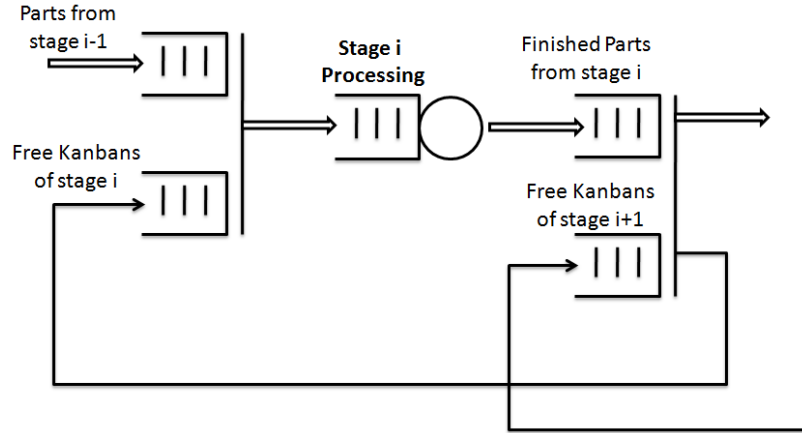 Parts from
stage i-1
Stage i
Processing
Finished Parts
from stage i
Free Kanbans
of stage i
Free Kanbans
of stage i+1